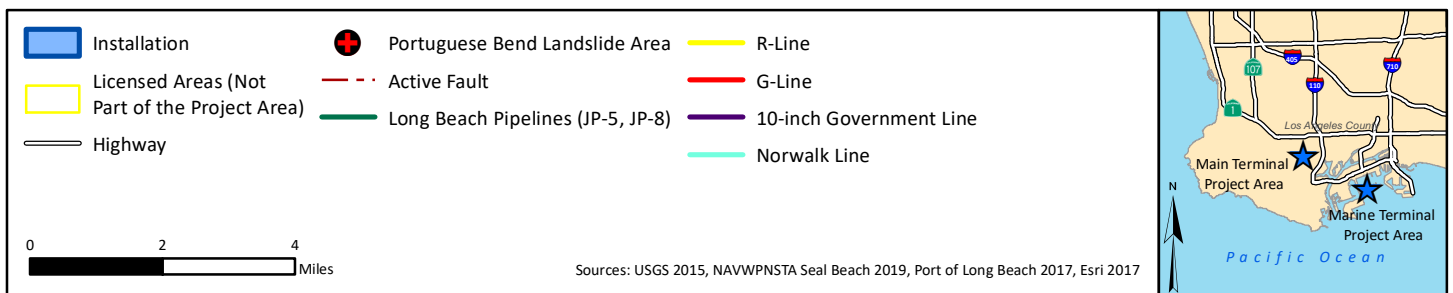 Installation
Licensed Areas (Not
Part of the Project Area)
Highway
Portuguese Bend Landslide Area
Active Fault
Long Beach Pipelines (JP-5, JP-8)
R-Line
G-Line
10-inch Government Line
Norwalk Line
0 2 4
Miles
Sources: USGS 2015, NAVWPNSTA Seal Beach 2019, Port of Long Beach 2017, Esri 2017
405
107
710
110
1
Los Angeles County
Main Terminal
Project Area
N
Marine Terminal
Project Area
Pacific Ocean